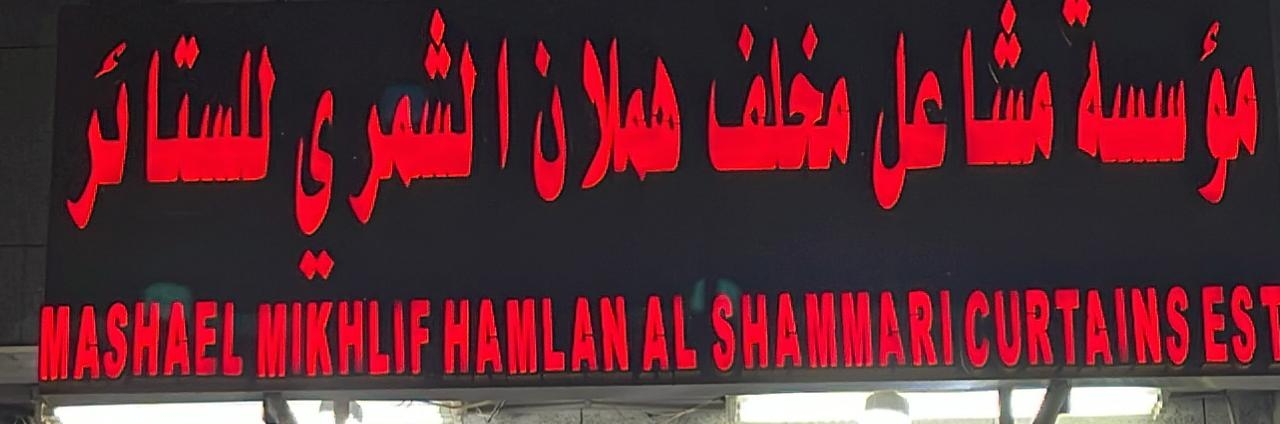 مؤسسة مشاعل مخلف هملان الشمري للستائر
MASHAEL MIKHLIF HAMLAN AL SHAMMARI CURTAINS EST